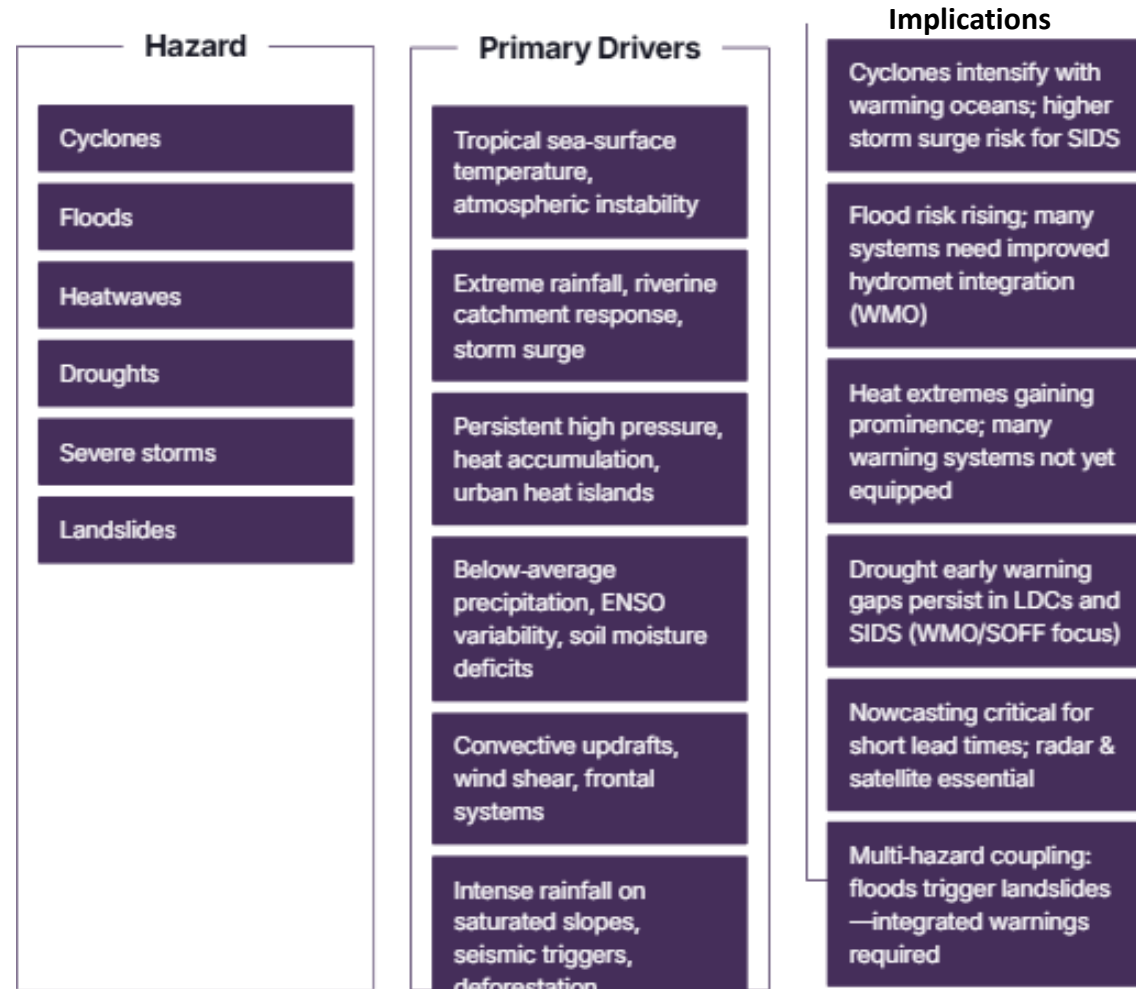 Hazard
Cyclones
Floods
Heatwaves
Droughts
Severe storms
Landslides
Primary Drivers
Tropical sea-surface
temperature,
atmospheric instability
Extreme rainfall, riverine
catchment response,
storm surge
Persistent high pressure,
heat accumulation,
urban heat islands
Below-average
precipitation, ENSO
variability, soil moisture
deficits
Convective updrafts,
wind shear, frontal
systems
Intense rainfall on
saturated slopes,
seismic triggers,
deforestation
Implications
Cyclones intensify with
warming oceans; higher
storm surge risk for SIDS
Flood risk rising; many
systems need improved
hydromet integration
(WMO)
Heat extremes gaining
prominence; many
warning systems not yet
equipped
Drought early warning
gaps persist in LDCs and
SIDS (WMO/SOFF focus)
Nowcasting critical for
short lead times; radar &
satellite essential
Multi-hazard coupling:
floods trigger landslides
—integrated warnings
required